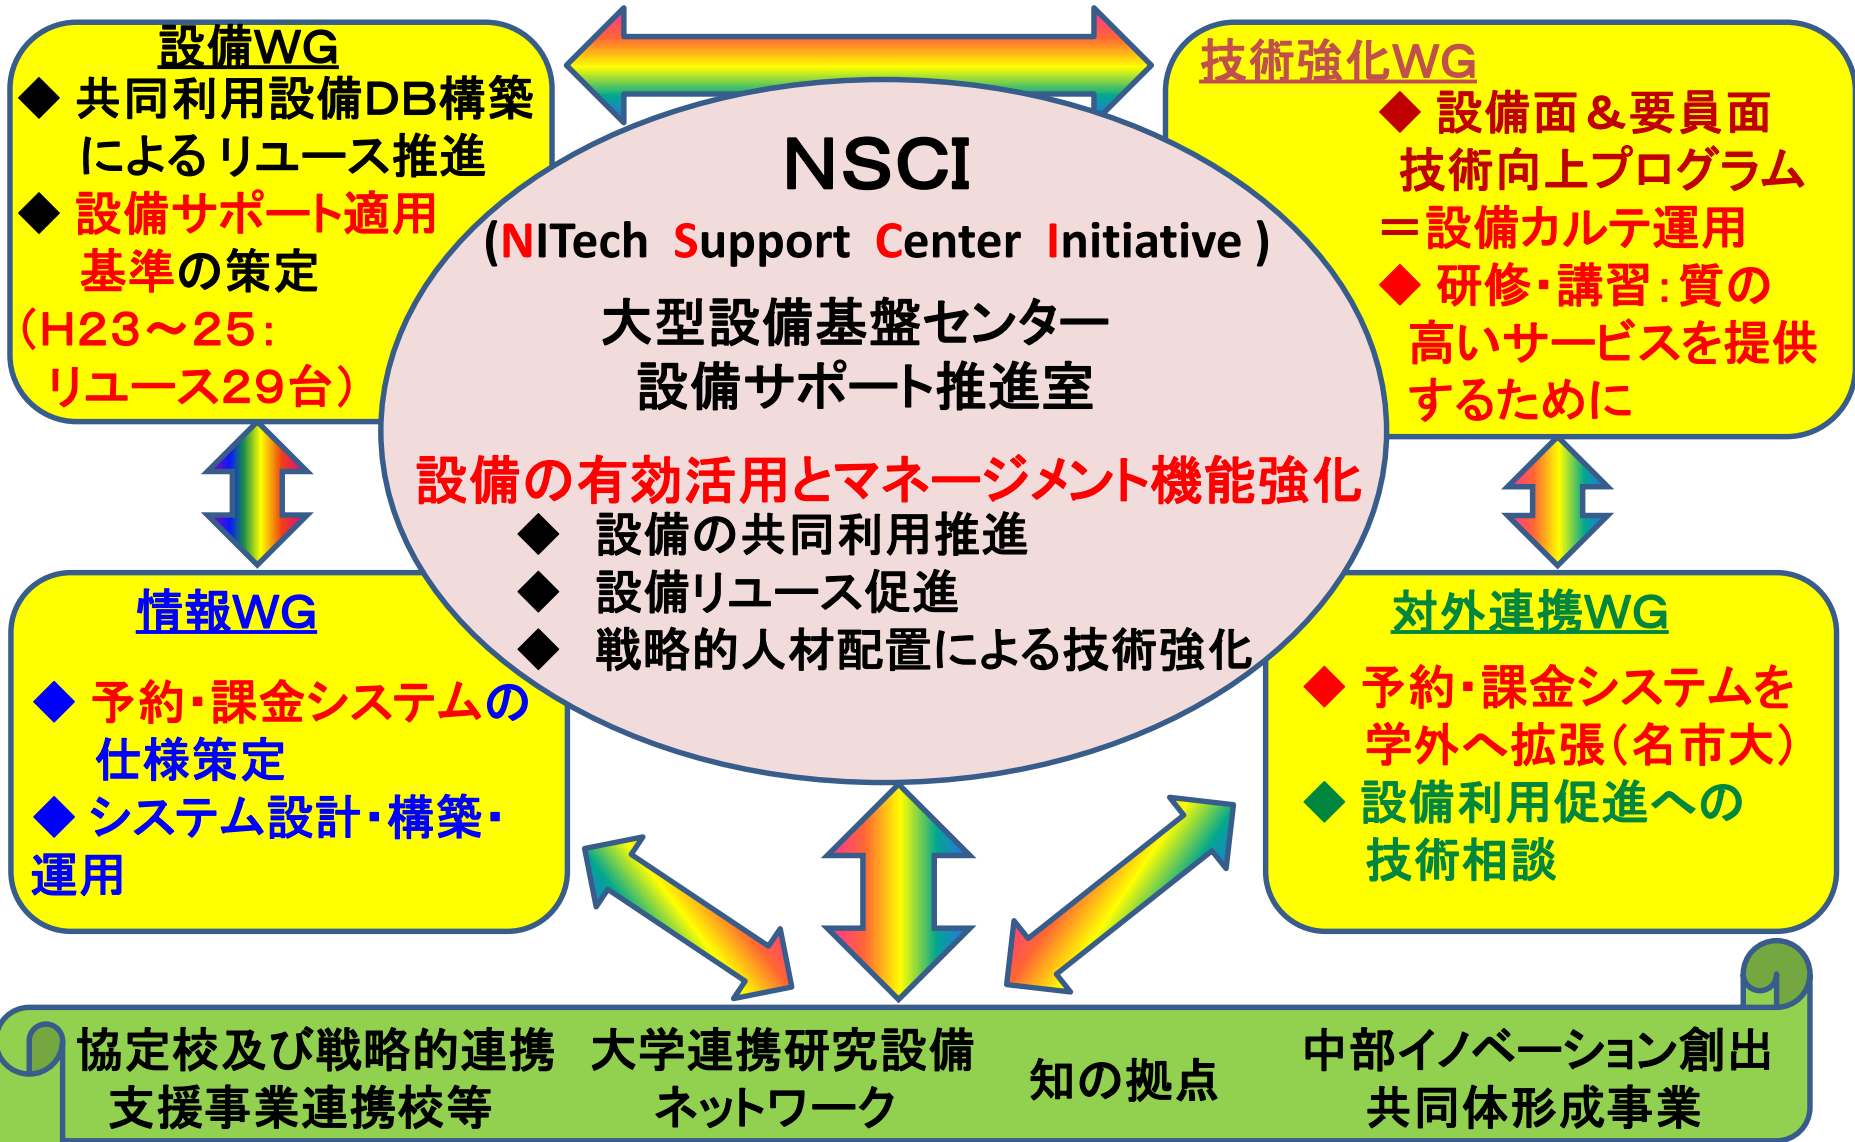 設備WG
◆ 共同利用設備DB構築
によるリユース推進
◆ 設備サポート適用
基準の策定
(H23～25：
リユース29台)
技術強化WG
◆ 設備面＆要員面
技術向上プログラム
＝設備カルテ運用
◆ 研修・講習：質の
高いサービスを提供
するために
NSCI
(NITech Support Center Initiative )
大型設備基盤センター
設備サポート推進室
設備の有効活用とマネージメント機能強化
◆ 設備の共同利用推進
◆ 設備リユース促進
◆ 戦略的人材配置による技術強化
情報WG
◆ 予約・課金システムの
仕様策定
◆ システム設計・構築・
運用
対外連携WG
◆ 予約・課金システムを
学外へ拡張（名市大）
◆ 設備利用促進への
技術相談
協定校及び戦略的連携
支援事業連携校等
大学連携研究設備
ネットワーク
知の拠点
中部イノベーション創出
共同体形成事業